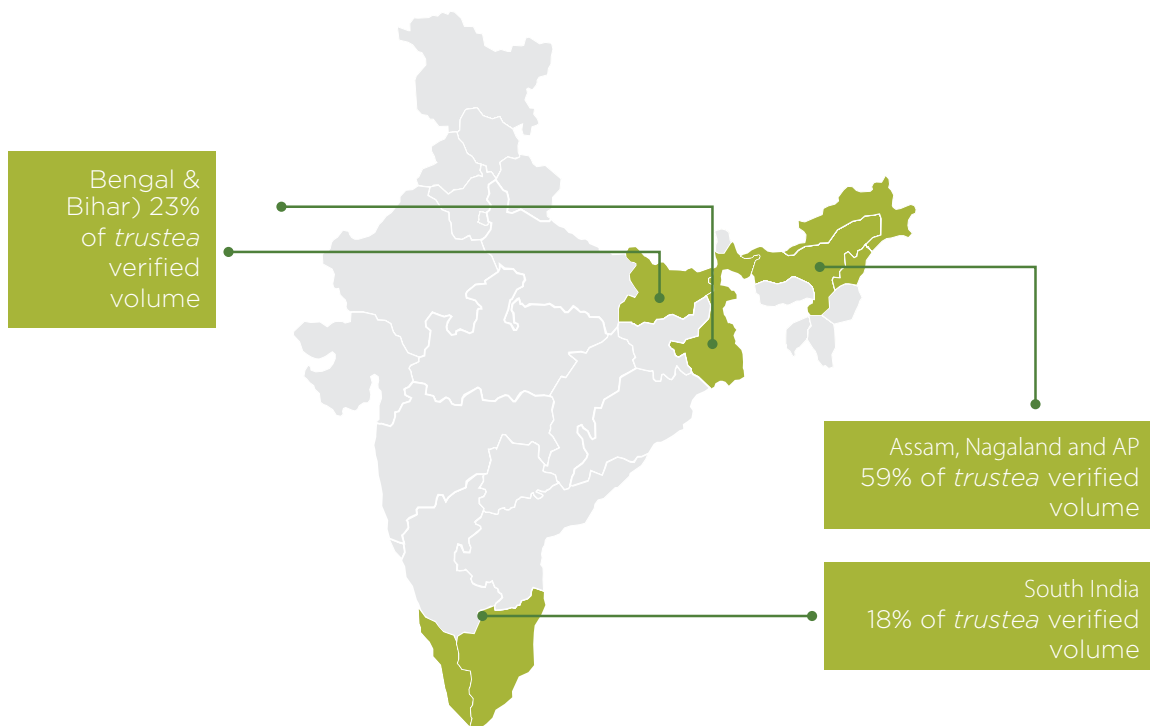 Bengal &
Bihar) 23%
of trustea
verified
volume
Assam, Nagaland and AP
59% of trustea verified
volume
South India
18% of trustea verified
volume